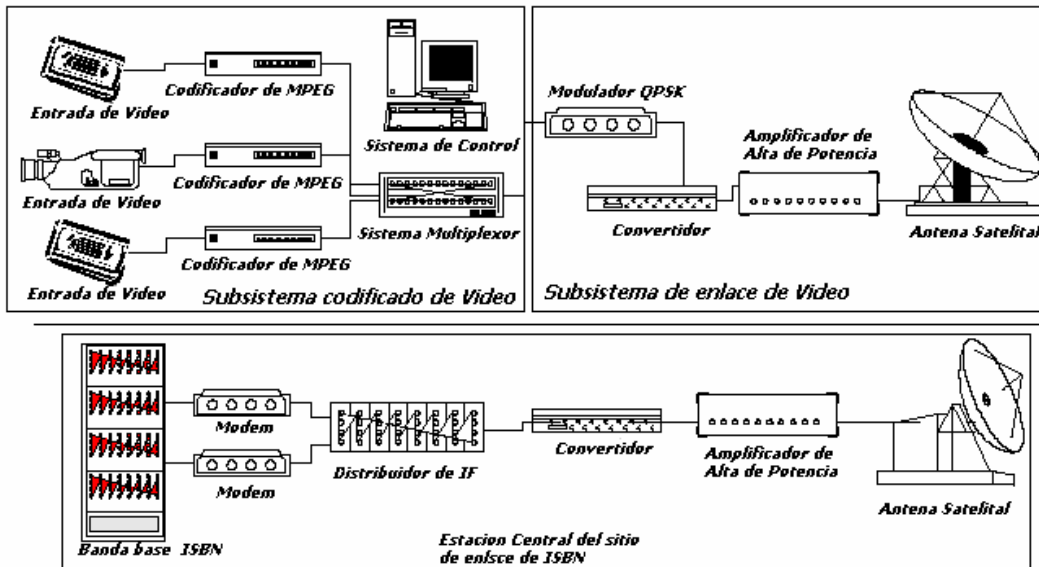 Entrada de Video
Codificador de MPEG
Entrada de Video
Codificador de MPEG
Entrada de Video
Codificador de MPEG
Sistema de Control
Sistema Multiplexor
Subsistema codificado de Video
Modulador QPSK
Convertidor
Amplificador de
Alta de Potencia
Antena Satelital
Subsistema de enlace de Video
Banda base ISBN
Modem
Modem
Distribuidor de IF
Convertidor
Amplificador de
Alta de Potencia
Antena Satelital
Estacion Central del sitio
de enlsce de ISBN